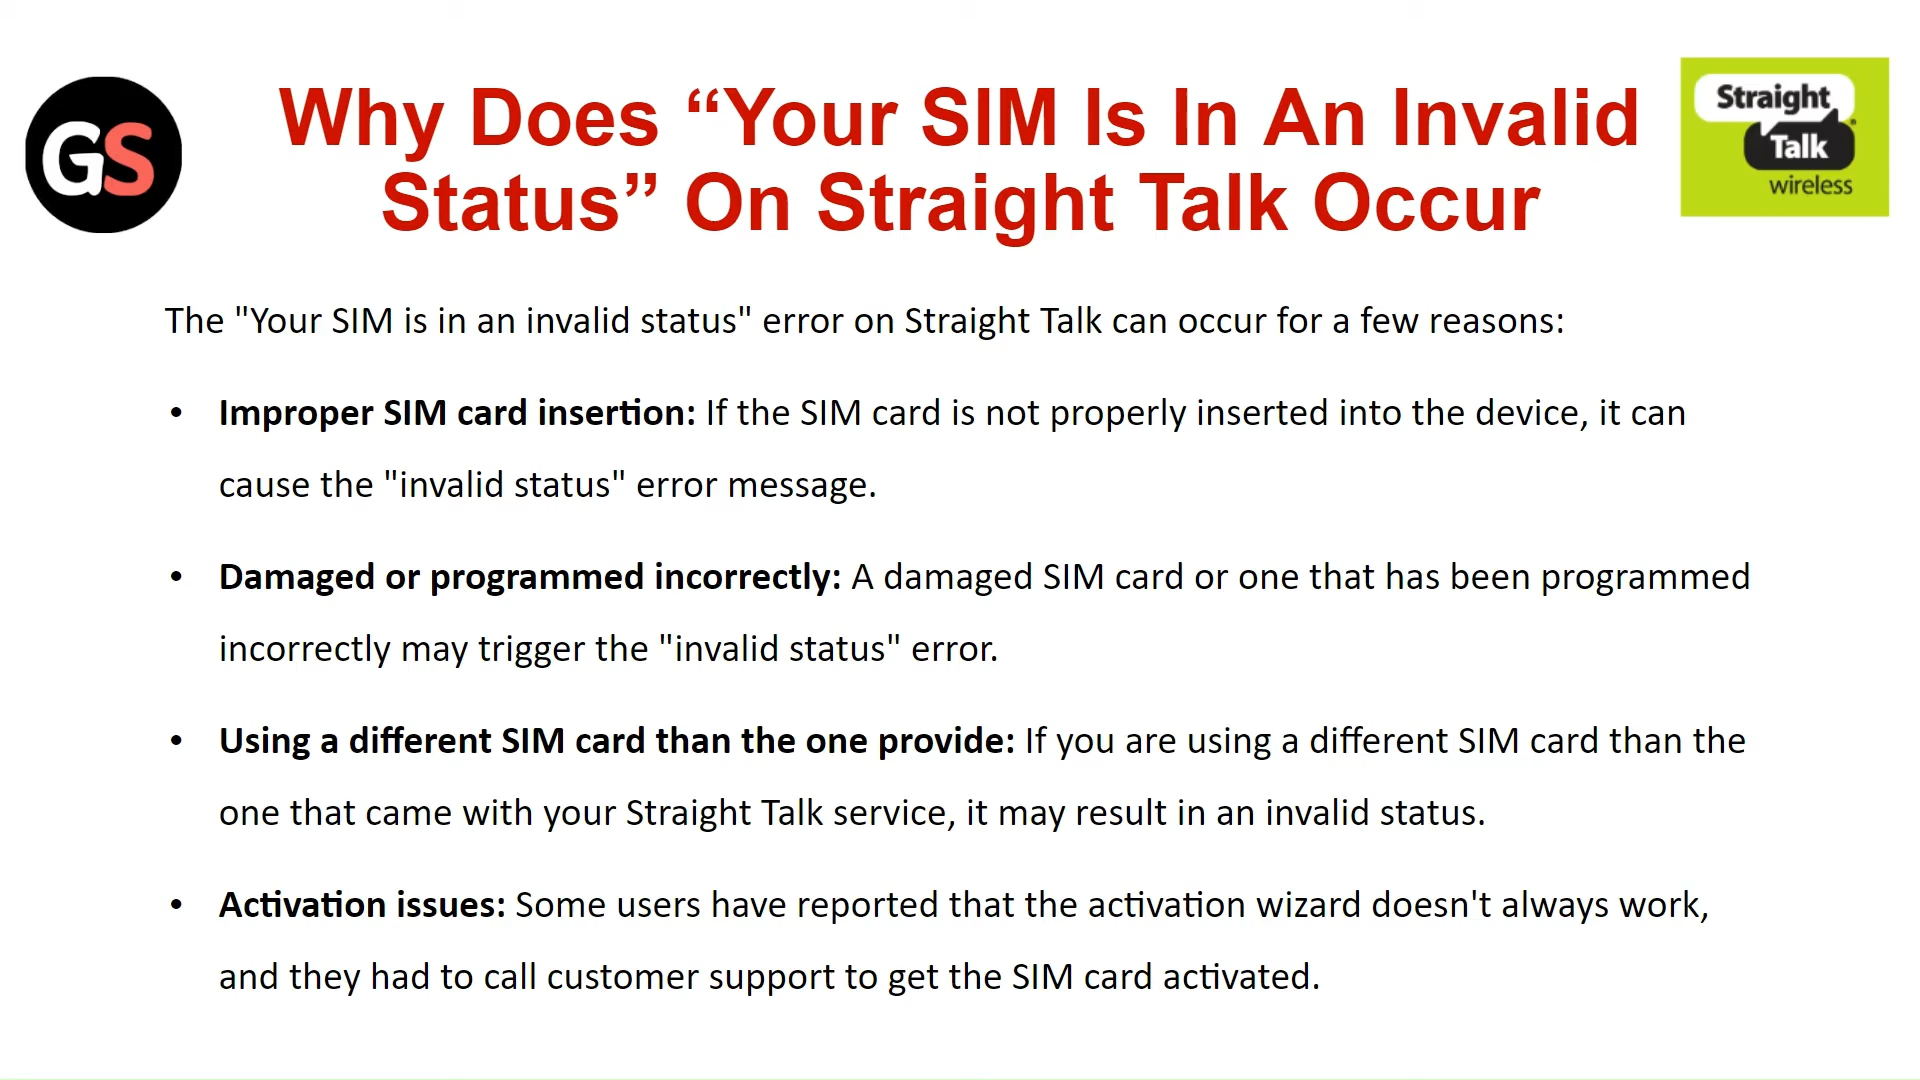 GS
Why Does “Your SIM Is In An Invalid
Status” On Straight Talk Occur
Straight
Talk
wireless
The "Your SIM is in an invalid status" error on Straight Talk can occur for a few reasons:
• Improper SIM card insertion: If the SIM card is not properly inserted into the device, it can
cause the "invalid status" error message.
• Damaged or programmed incorrectly: A damaged SIM card or one that has been programmed
incorrectly may trigger the "invalid status" error.
• Using a different SIM card than the one provide: If you are using a different SIM card than the
one that came with your Straight Talk service, it may result in an invalid status.
• Activation issues: Some users have reported that the activation wizard doesn't always work,
and they had to call customer support to get the SIM card activated.